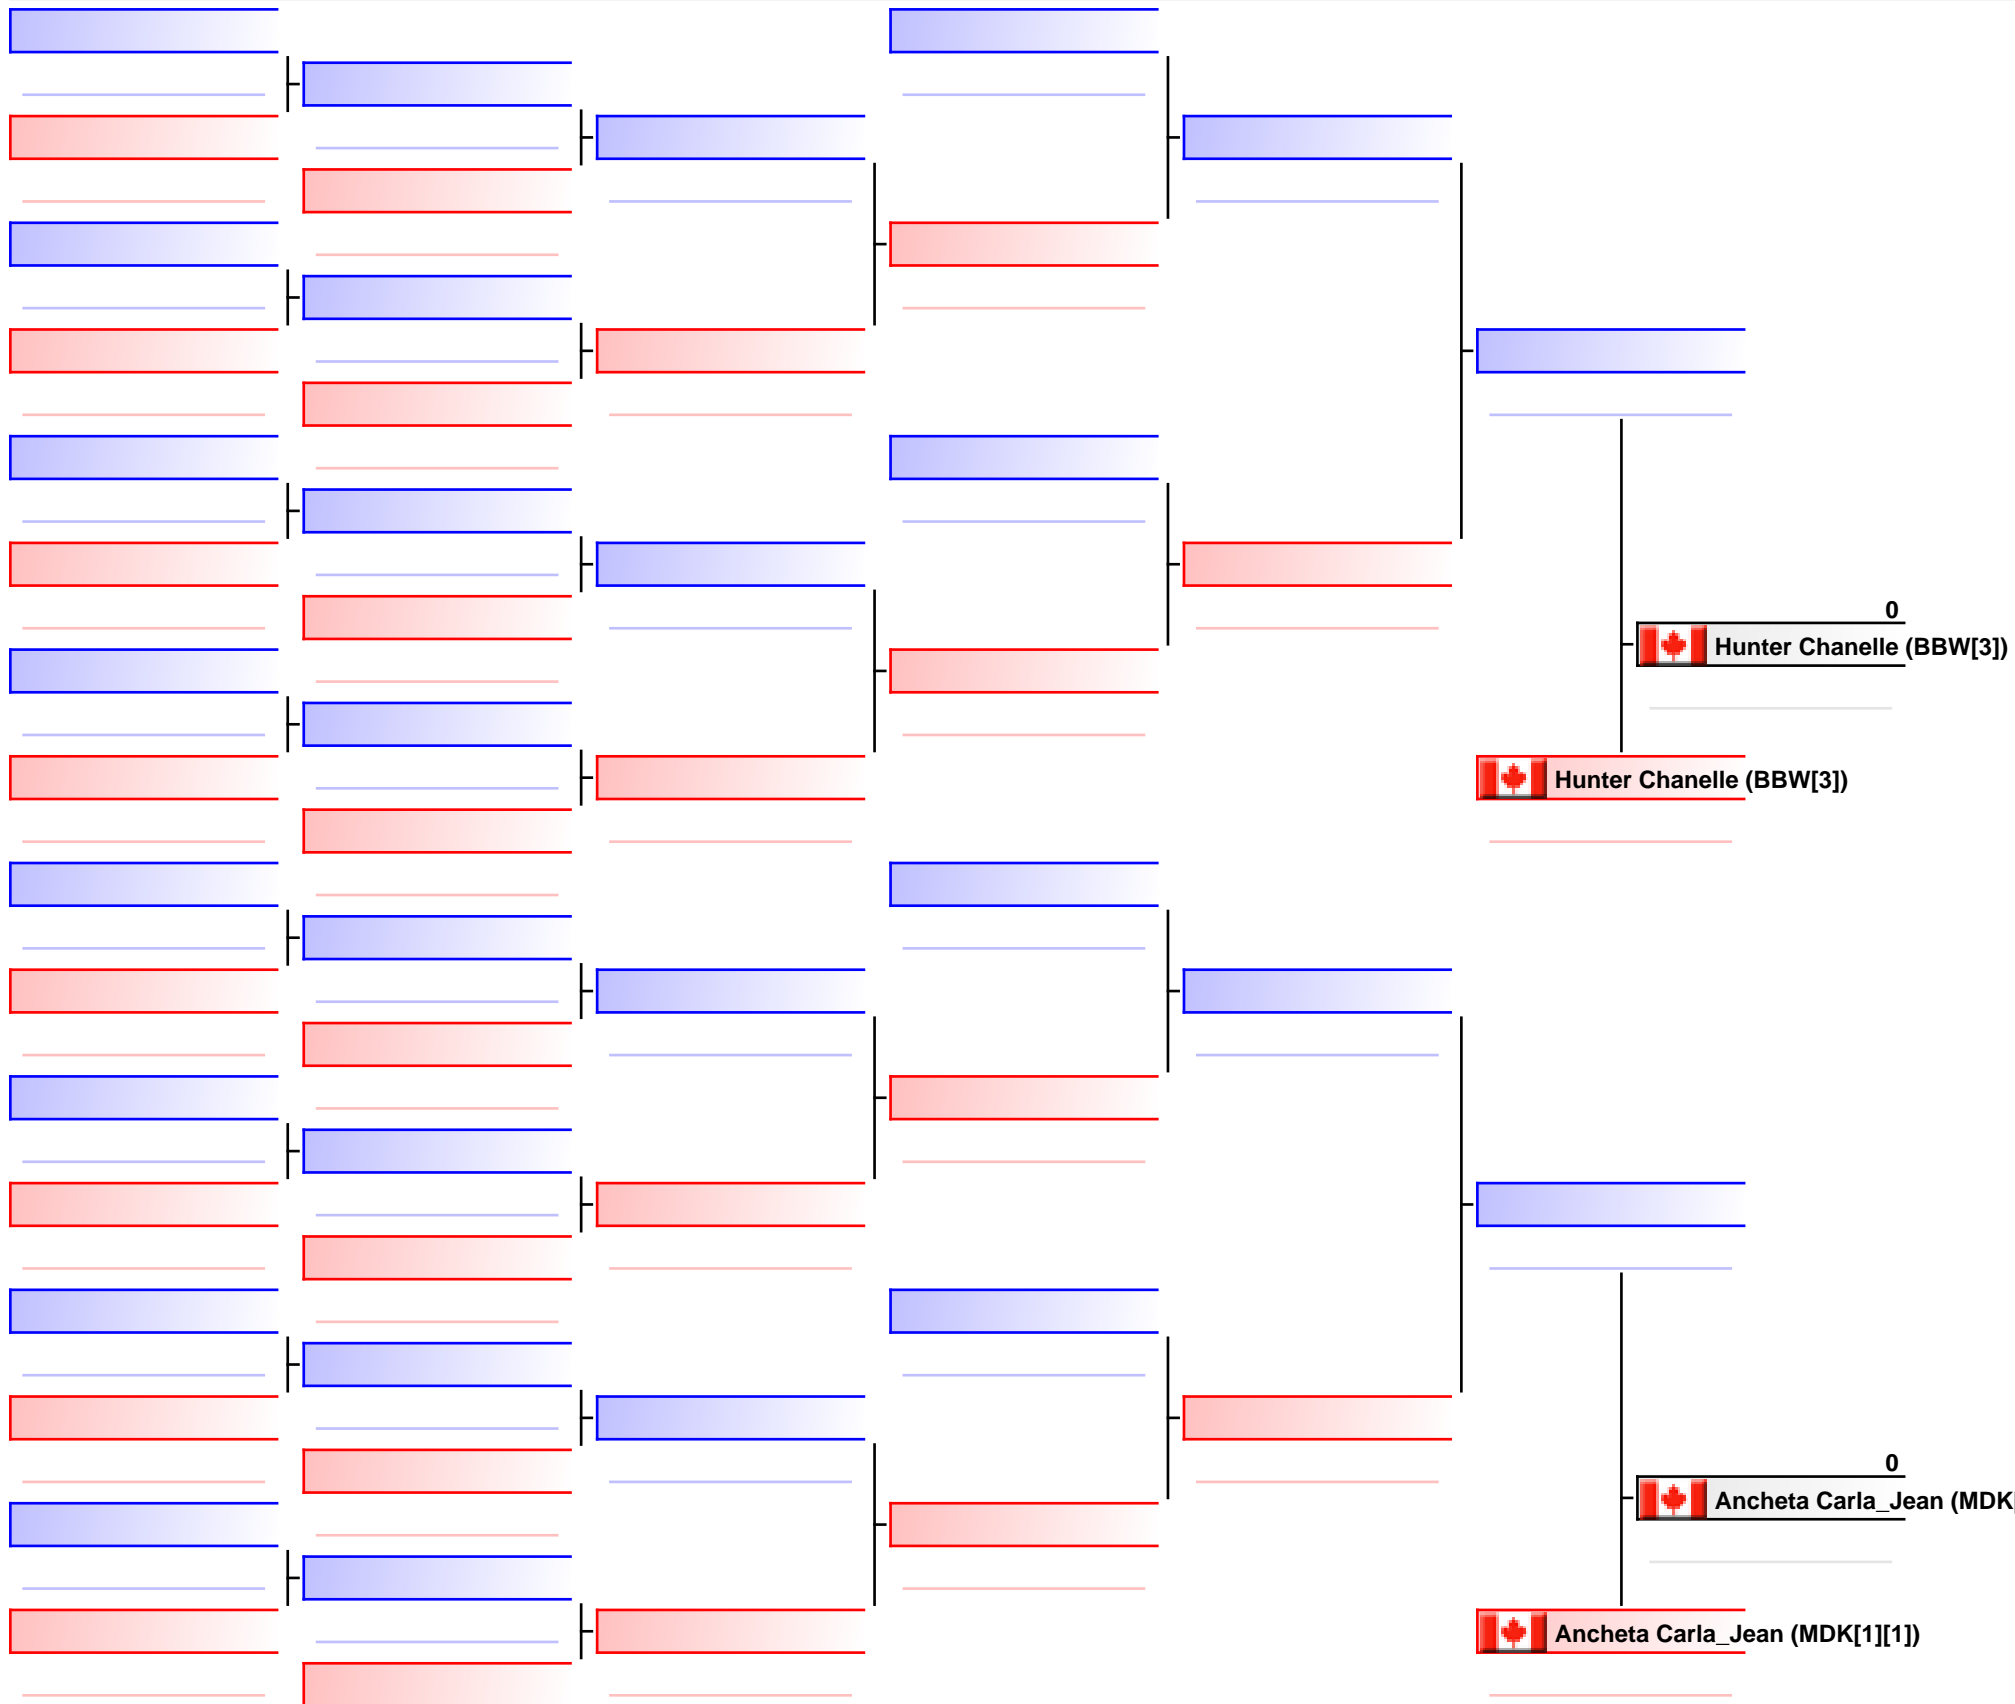 0
Hunter Chanelle (BBW[3])
Hunter Chanelle (BBW[3])
0
Ancheta Carla_Jean (MDK[
Ancheta Carla_Jean (MDK[1][1])